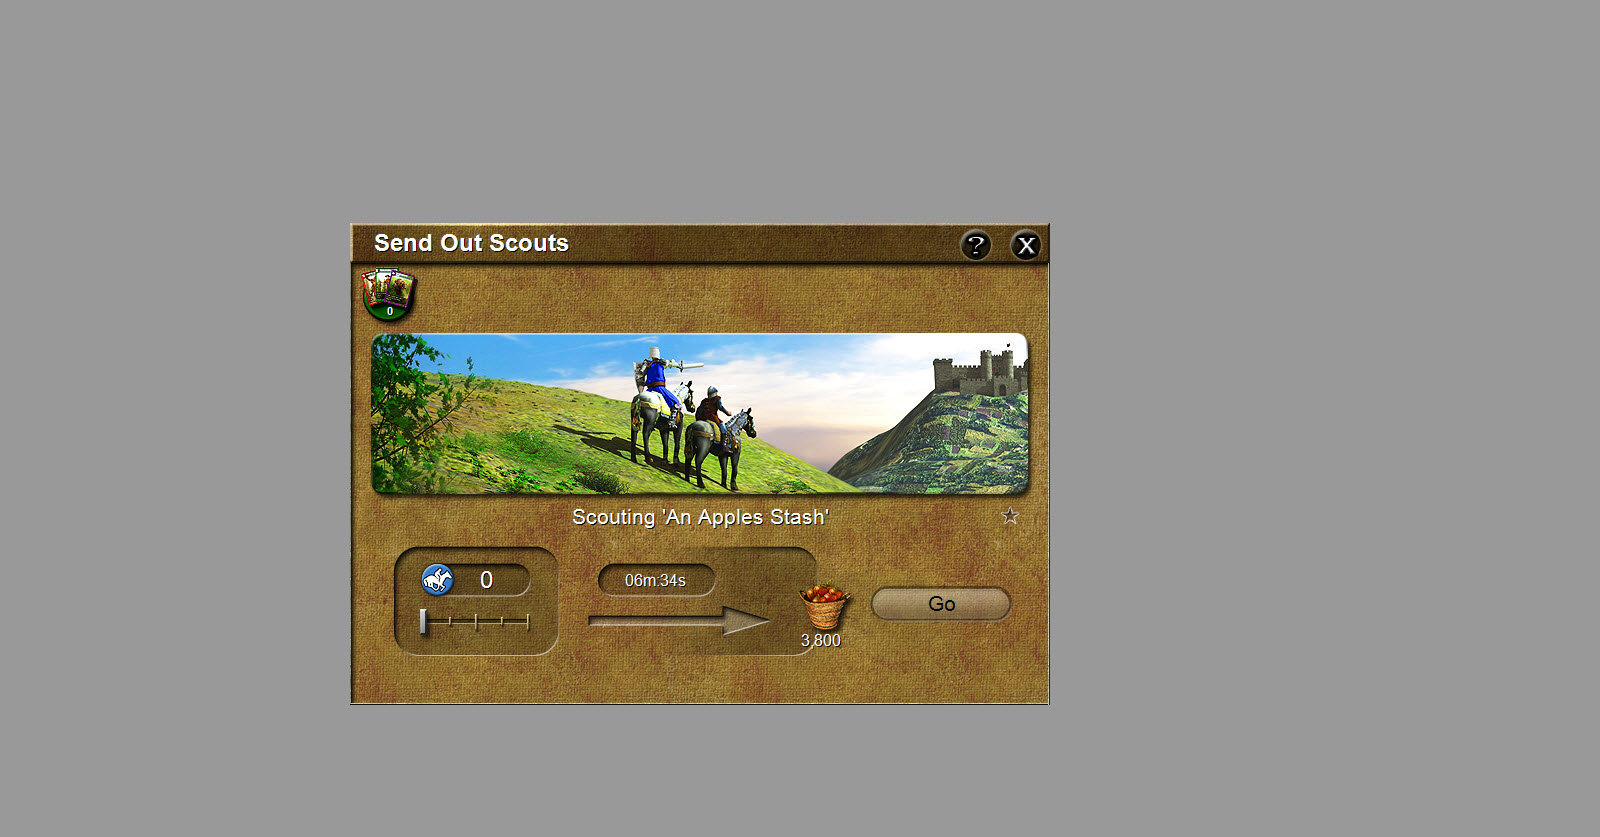 Send Out Scouts
?
X
0
Scouting 'An Apples Stash'
0
06m:34s
Go
3,800